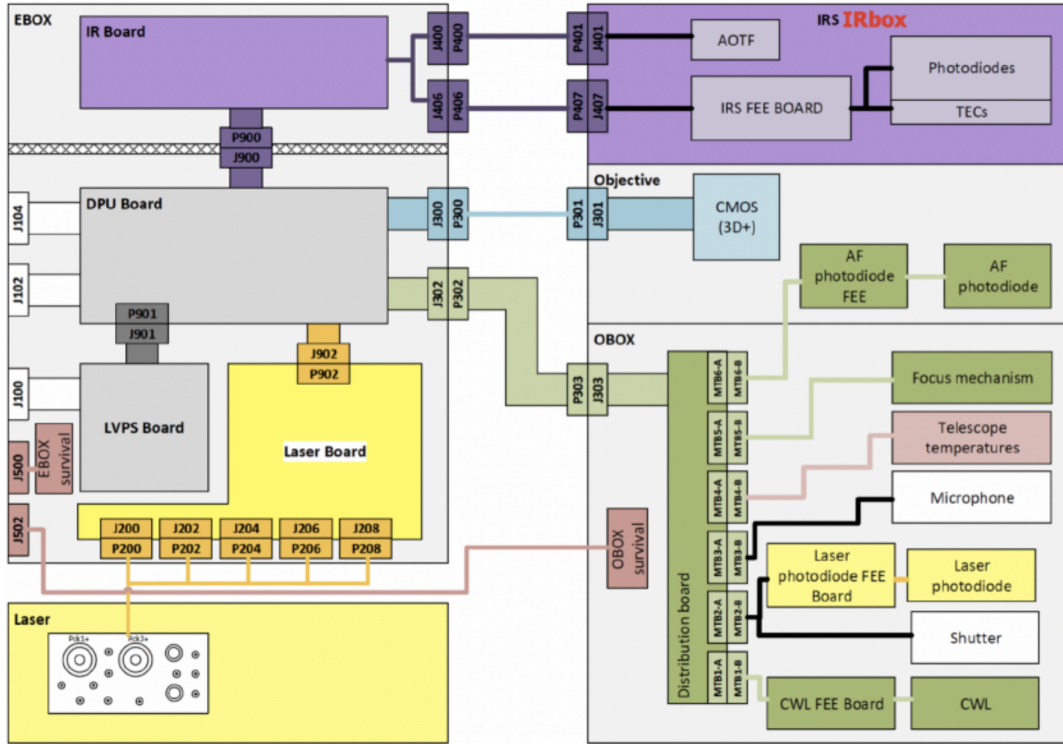 EBOX
IR Board
J400
P400
J406
P406
P900
J900
DPU Board
J104
J102
J300
P300
J302
P302
P901
J901
J902
P902
J100
LVPS Board
Laser Board
J500
EBOX
survival
J502
J200
J202
J204
J206
J208
P200
P202
P204
P206
P208
Laser
Pck1+
Pck3+
IRS IRbox
P401
J401
AOTF
P407
J407
IRS FEE BOARD
Photodiodes
TECs
Objective
P301
J301
CMOS
(3D+)
AF
photodiode
FEE
AF
photodiode
OBOX
P303
J303
Distribution board
MTB6-A
MTB6-B
MTB5-A
MTB5-B
MTB4-A
MTB4-B
MTB3-A
MTB3-B
MTB2-A
MTB2-B
MTB1-A
MTB1-B
Focus mechanism
Telescope
temperatures
Microphone
OBOX
survival
Laser
photodiode FEE
Board
Laser
photodiode
Shutter
CWL FEE Board
CWL